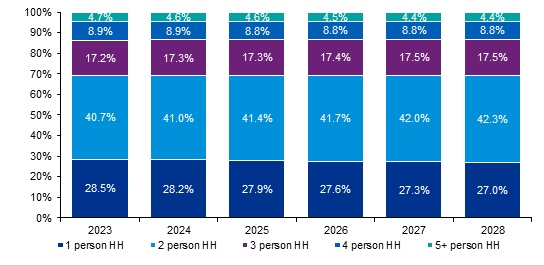 100%
90%
80%
70%
60%
50%
40%
30%
20%
10%
0%
4.7% 4.6% 4.6% 4.5% 4.4% 4.4%
8.9% 8.9% 8.8% 8.8% 8.8% 8.8%
17.2% 17.3% 17.3% 17.4% 17.5% 17.5%
40.7% 41.0% 41.4% 41.7% 42.0% 42.3%
28.5% 28.2% 27.9% 27.6% 27.3% 27.0%
2023 2024 2025 2026 2027 2028
1 person HH 2 person HH 3 person HH 4 person HH 5+ person HH